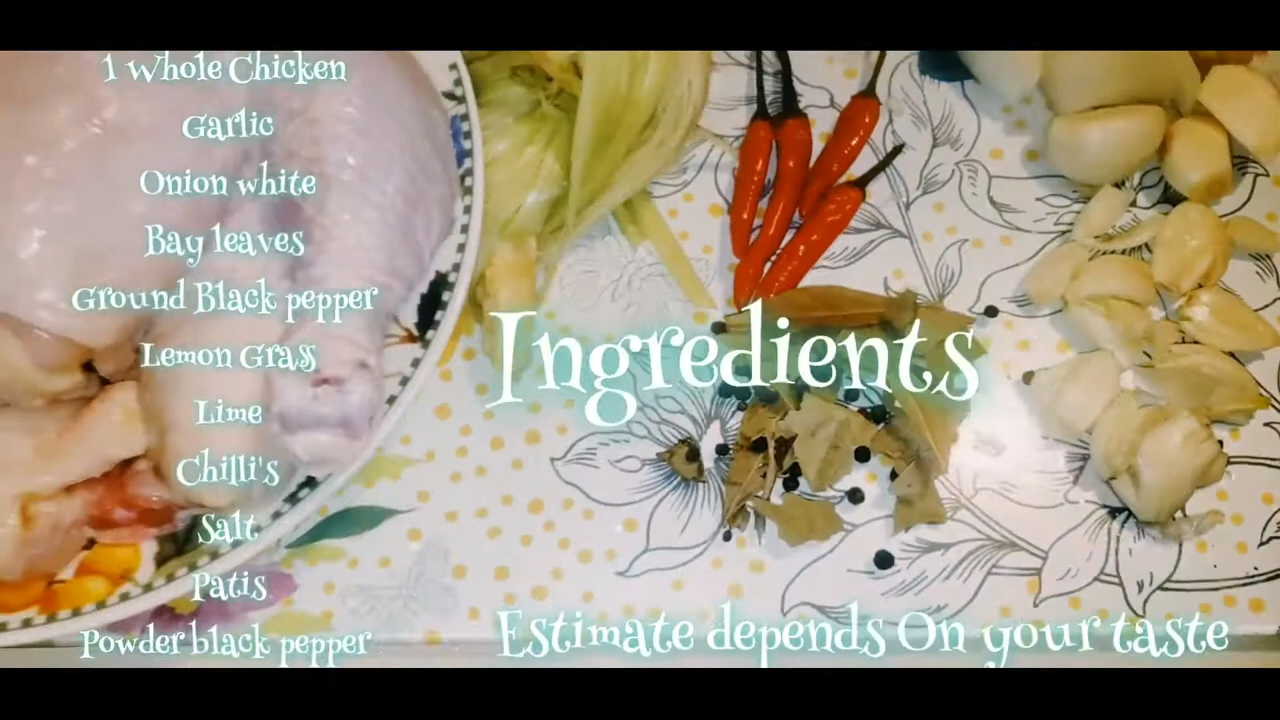 1 Whole Chicken
Garlic
Onion white
Bay leaves
Ground Black pepper
Lemon Grass
Lime
Chilli's
Salt
Patis
Powder black pepper
Ingredients
Estimate depends On your taste